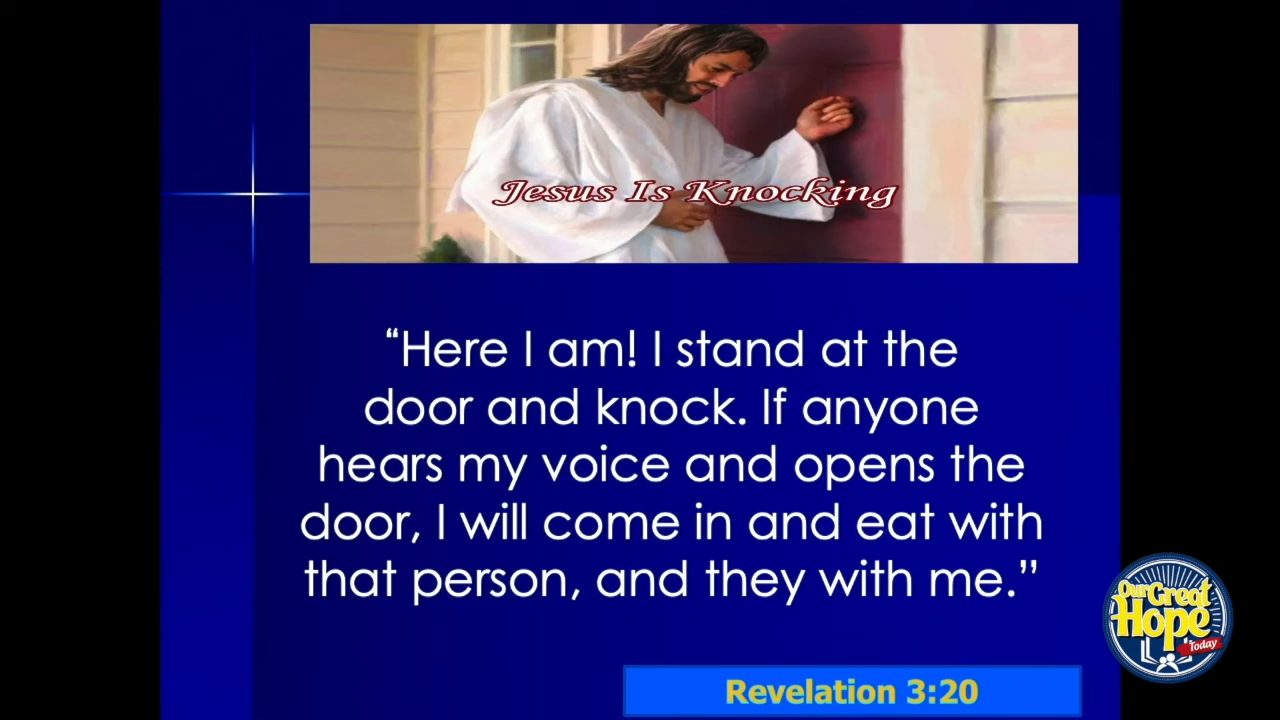 Jesus Is Knocking
“Here I am! I stand at the
door and knock. If anyone
hears my voice and opens the
door, I will come in and eat with
that person, and they with me.”
Our Great
Hope
Today
Revelation 3:20